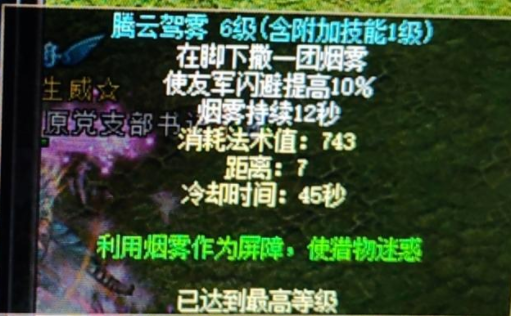 腾云驾雾 6级(含附加技能1级)
在脚下撒一团烟雾
生威☆
使友军闪避提高10%
烟雾持续12秒
原党支部书
消耗法术值：743
距离：7
冷却时间：45秒
利用烟雾作为屏障，使猎物迷惑
已达到最高等级